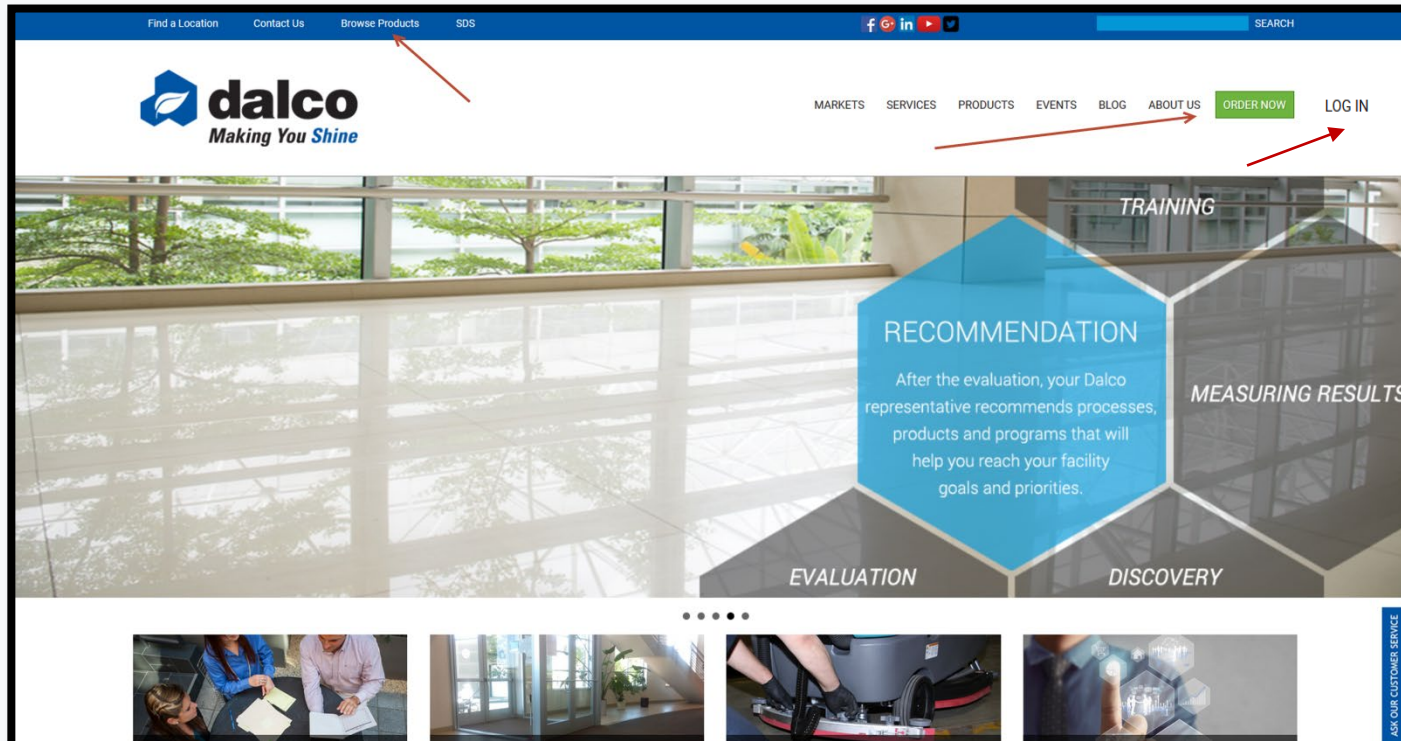 Find a Location Contact Us Browse Products SDS SEARCH
dalco
Making You Shine
MARKETS SERVICES PRODUCTS EVENTS BLOG ABOUT US ORDER NOW LOG IN
TRAINING
RECOMMENDATION
After the evaluation, your Dalco
representative recommends processes,
products and programs that will
help you reach your facility
goals and priorities.
MEASURING RESULTS
EVALUATION
DISCOVERY
ASK OUR CUSTOMER SERVICE